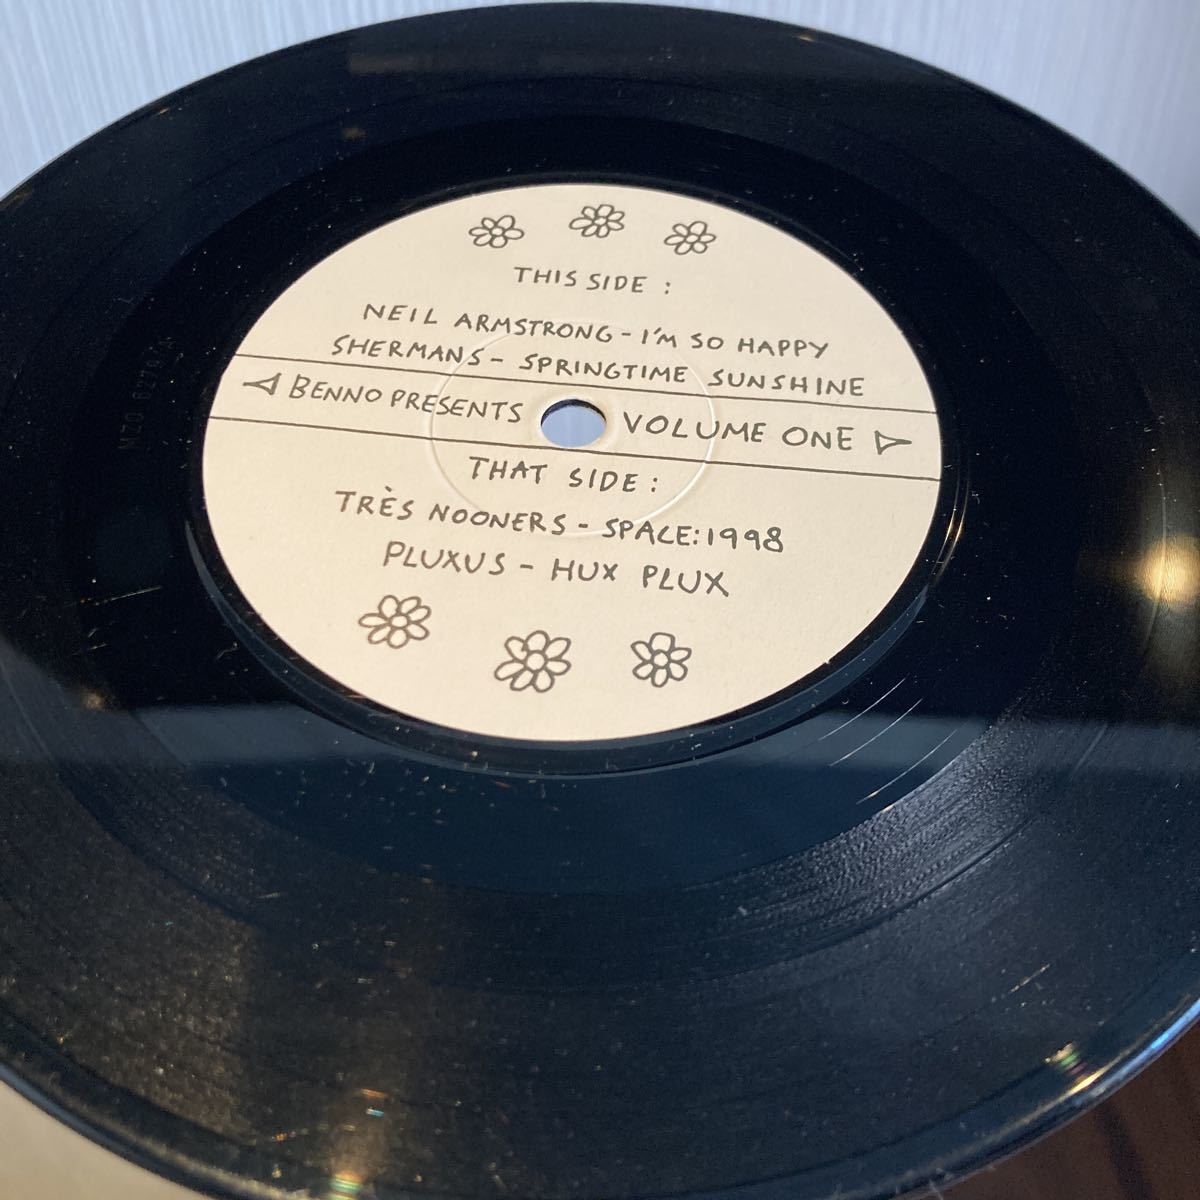 THIS SIDE :
NEIL ARMSTRONG - I'M SO HAPPY
SHERMANS - SPRINGTIME SUNSHINE
BENNO PRESENTS VOLUME ONE
THAT SIDE :
TRÈS NOONERS - SPACE:1998
PLUXUS - HUX PLUX